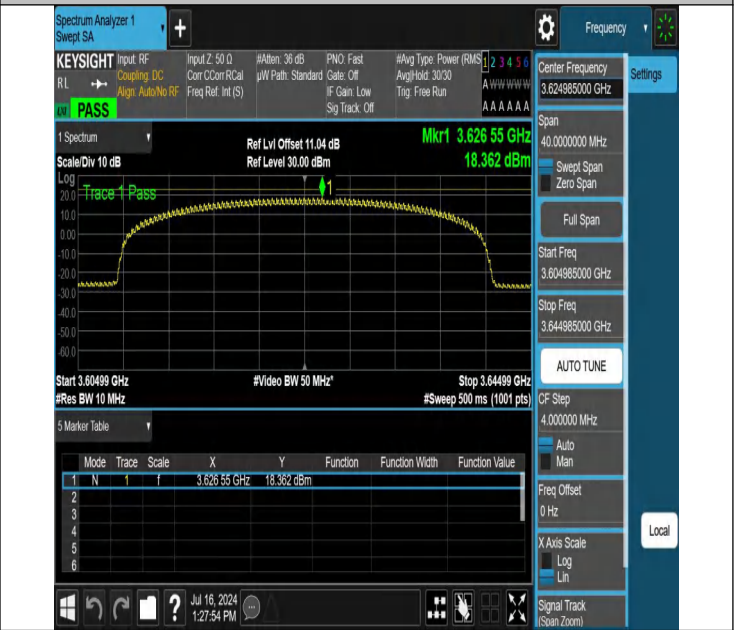 Spectrum Analyzer 1
Swept SA
+
Frequency
KEYSIGHT
RL
PASS
Input: RF
Coupling: DC
Align: Auto/No RF
Input Z: 50 Ω
Corr CCorr RCal
Freq Ref: Int (S)
#Atten: 36 dB
µW Path: Standard
PNO: Fast
Gate: Off
IF Gain: Low
Sig Track: Off
#Avg Type: Power (RMS
Avg|Hold: 30/30
Trig: Free Run
1 2 3 4 5 6
A W W W W W
A A A A A A
1 Spectrum
Scale/Div 10 dB
Ref Lvl Offset 11.04 dB
Ref Level 30.00 dBm
Mkr1 3.626 55 GHz
18.362 dBm
Log
Trace 1 Pass
1
20.0
10.0
0.00
-10.0
-20.0
-30.0
-40.0
-50.0
-60.0
Start 3.60499 GHz
#Res BW 10 MHz
#Video BW 50 MHz*
Stop 3.64499 GHz
#Sweep 500 ms (1001 pts)
5 Marker Table
Mode Trace Scale X Y Function Function Width Function Value
1 N 1 f 3.626 55 GHz 18.362 dBm
2
3
4
5
6
Jul 16, 2024
1:27:54 PM
?
Center Frequency
3.624985000 GHz
Settings
Span
40.0000000 MHz
Swept Span
Zero Span
Full Span
Start Freq
3.604985000 GHz
Stop Freq
3.644985000 GHz
AUTO TUNE
CF Step
4.000000 MHz
Auto
Man
Freq Offset
0 Hz
Local
X Axis Scale
Log
Lin
Signal Track
(Span Zoom)